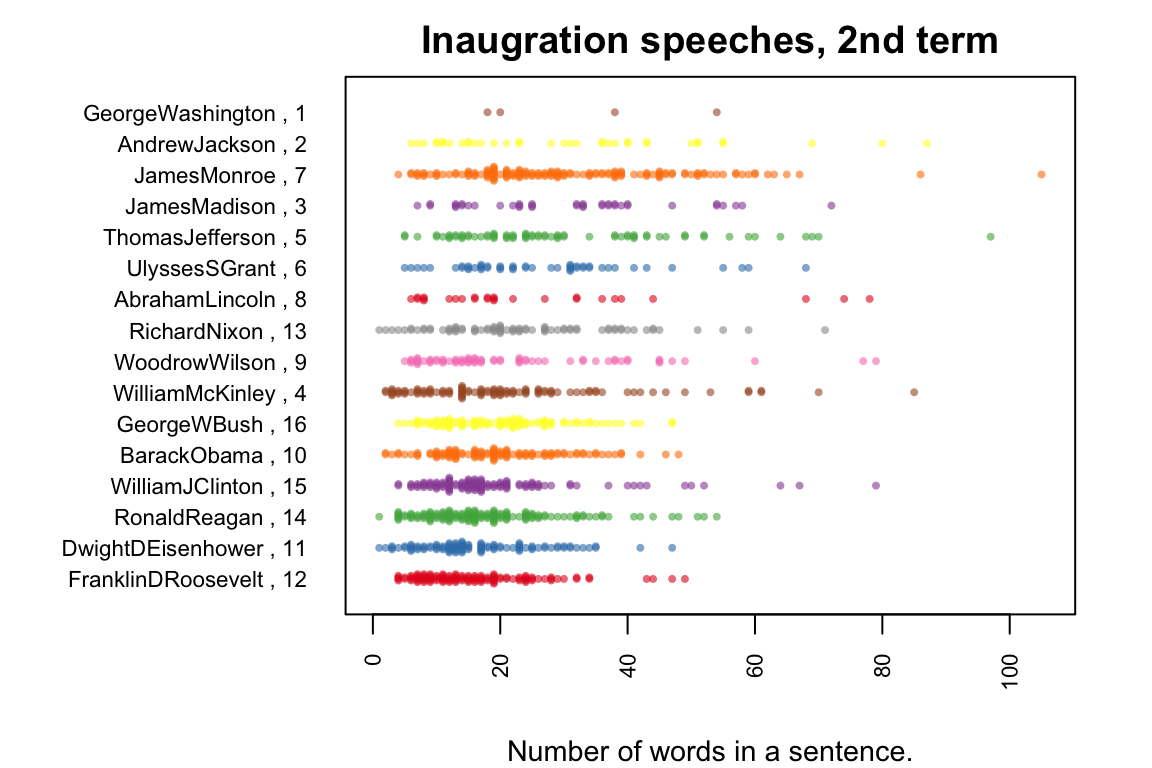 Inaugration speeches, 2nd term
GeorgeWashington , 1
AndrewJackson , 2
JamesMonroe , 7
JamesMadison , 3
ThomasJefferson , 5
UlyssesSGrant , 6
AbrahamLincoln , 8
RichardNixon , 13
WoodrowWilson , 9
WilliamMcKinley , 4
GeorgeWBush , 16
BarackObama , 10
WilliamJClinton , 15
RonaldReagan , 14
DwightDEisenhower , 11
FranklinDRoosevelt , 12
0 20 40 60 80 100
Number of words in a sentence.